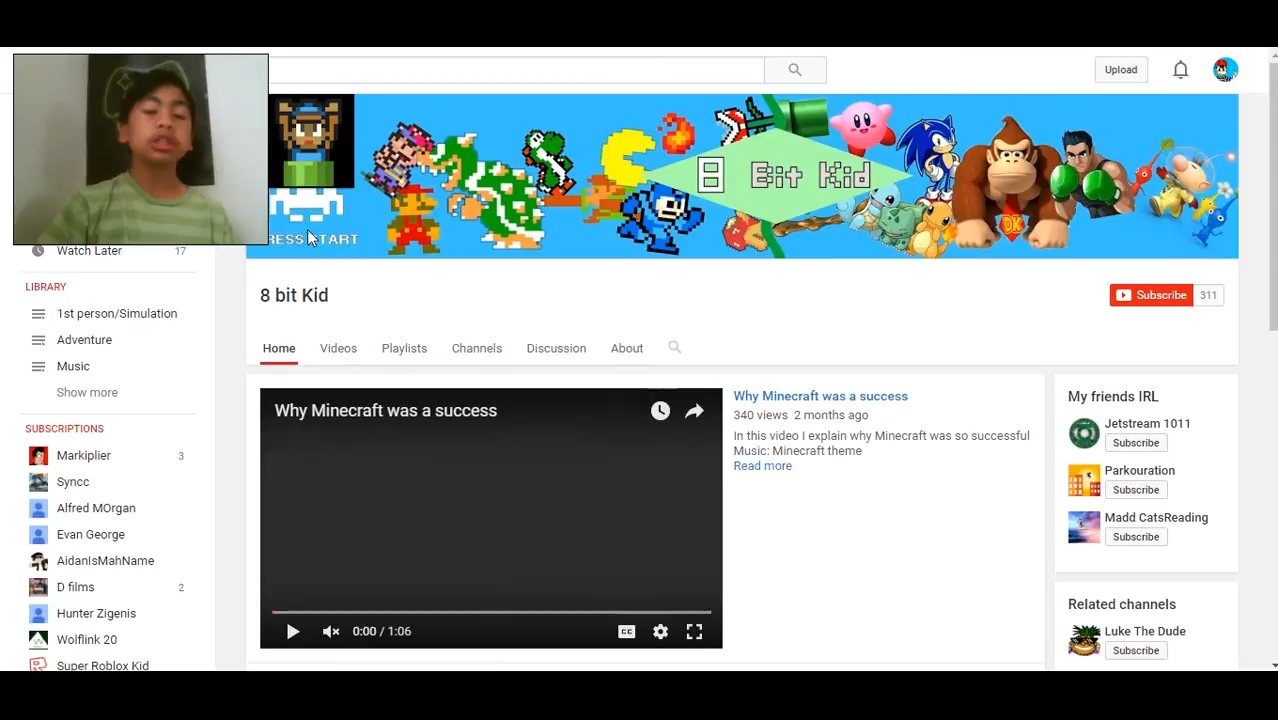 Upload
8 Bit Kid
RESS START
DK
Watch Later 17
LIBRARY
1st person/Simulation
Adventure
Music
Show more
SUBSCRIPTIONS
Markiplier 3
Syncc
Alfred MOrgan
Evan George
AidanIsMahName
D films 2
Hunter Zigenis
Wolflink 20
Super Roblox Kid
8 bit Kid
Subscribe 311
Home Videos Playlists Channels Discussion About
Why Minecraft was a success
0:00 / 1:06
CC
Why Minecraft was a success
340 views 2 months ago
In this video I explain why Minecraft was so successful
Music: Minecraft theme
Read more
My friends IRL
Jetstream 1011
Subscribe
Parkouration
Subscribe
Madd CatsReading
Subscribe
Related channels
Luke The Dude
Subscribe